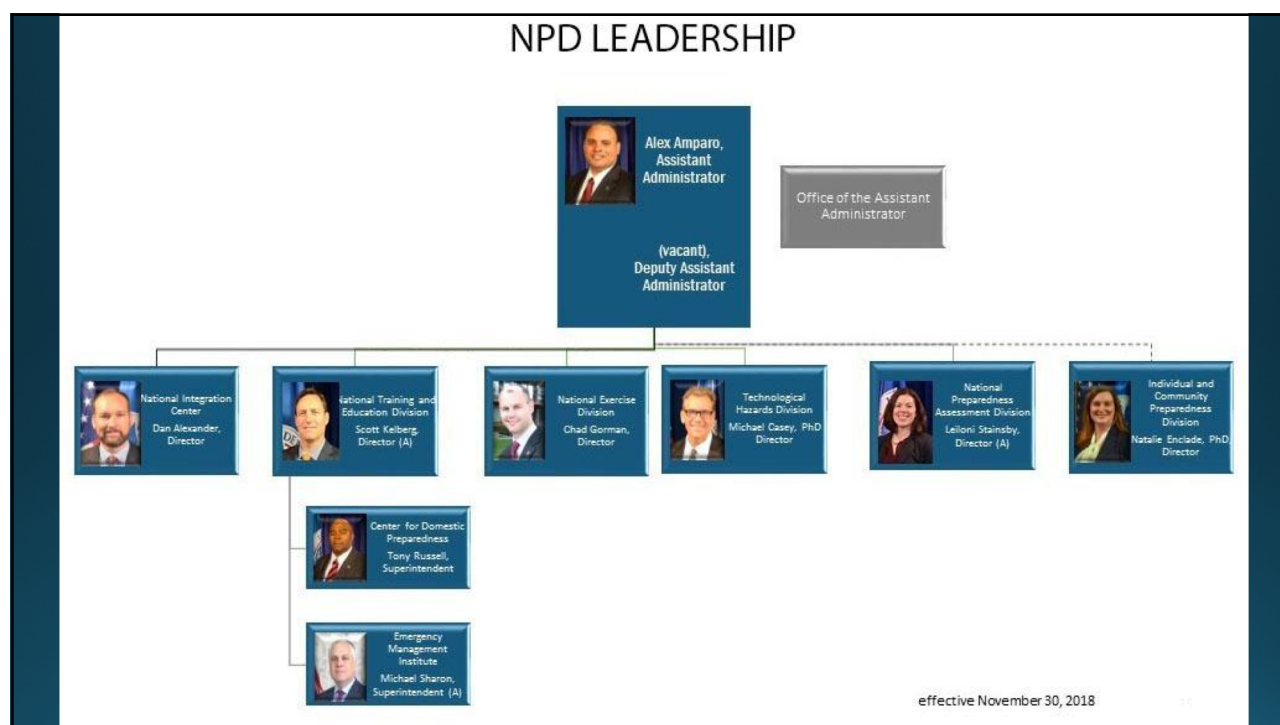 NPD LEADERSHIP
Alex Amparo,
Assistant
Administrator
(vacant),
Deputy Assistant
Administrator
Office of the Assistant
Administrator
National Integration
Center
Dan Alexander,
Director
National Training and
Education Division
Scott Kelberg,
Director (A)
National Exercise
Division
Chad Gorman,
Director
Technological
Hazards Division
Michael Casey, PhD
Director
National
Preparedness
Assessment Division
Leiloni Stainsby,
Director (A)
Individual and
Community
Preparedness
Division
Natalie Enclade, PhD,
Director
Center for Domestic
Preparedness
Tony Russell,
Superintendent
Emergency
Management
Institute
Michael Sharon,
Superintendent (A)
effective November 30, 2018